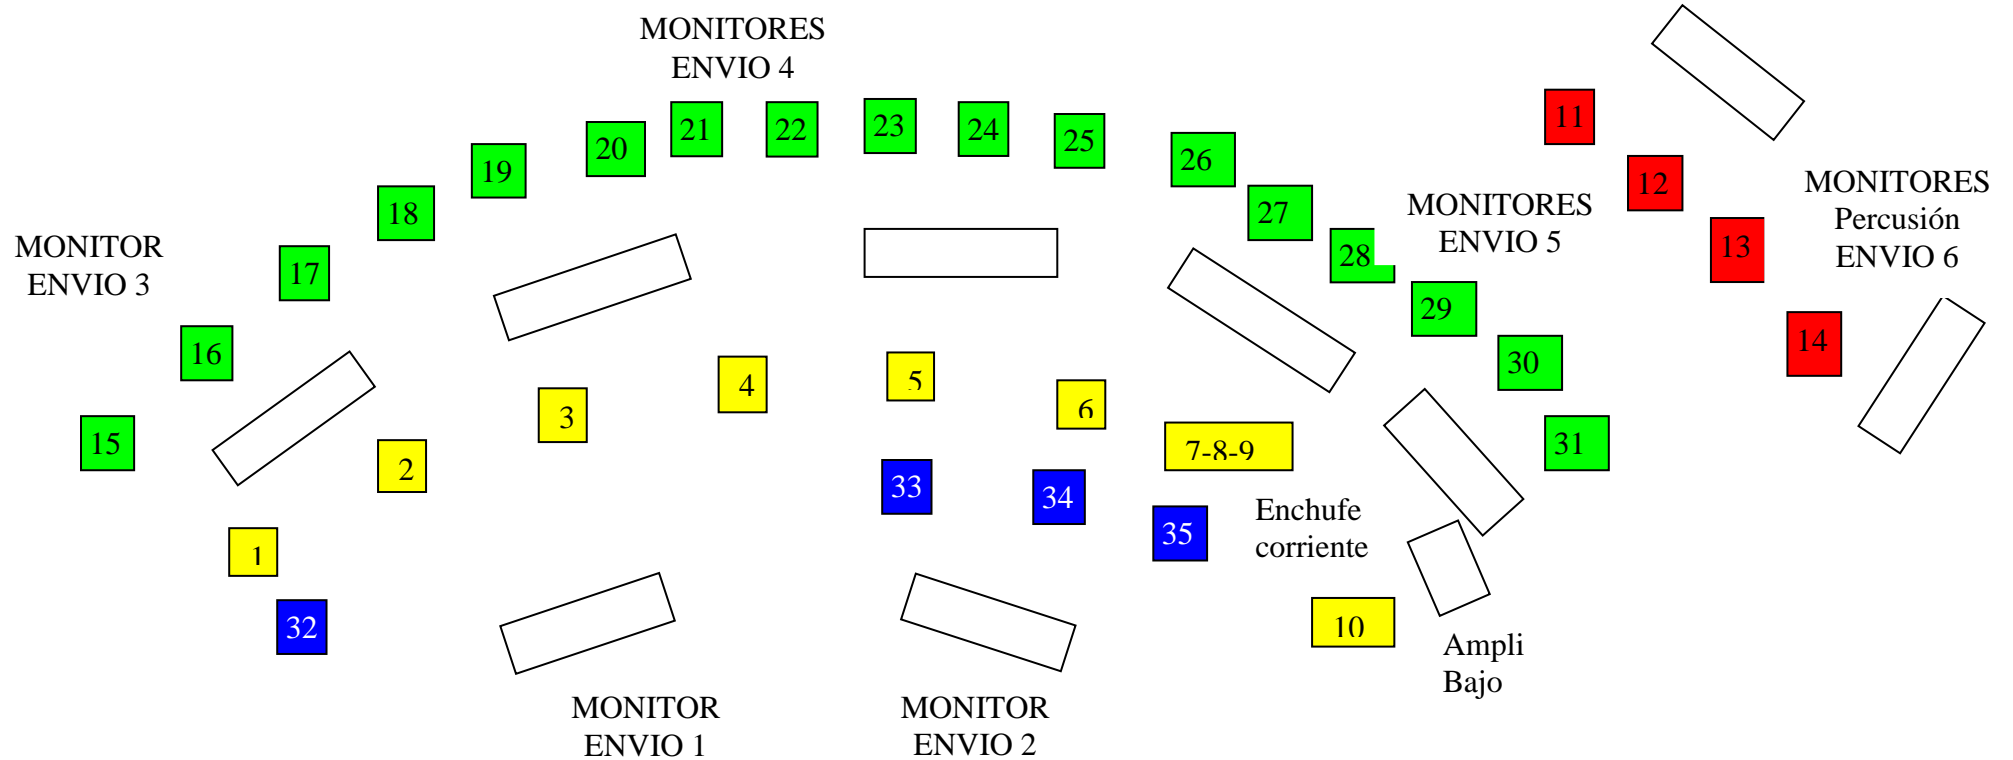 MONITORES
ENVIO 4
11
21
22
23
24
25
20
26
19
12
MONITORES
Percusión
ENVIO 6
18
27
MONITORES
ENVIO 5
13
MONITOR
ENVIO 3
17
28
29
14
16
30
4
5
6
3
15
31
2
7-8-9
33
34
35
Enchufe
corriente
1
32
10
Ampli
Bajo
MONITOR
ENVIO 1
MONITOR
ENVIO 2